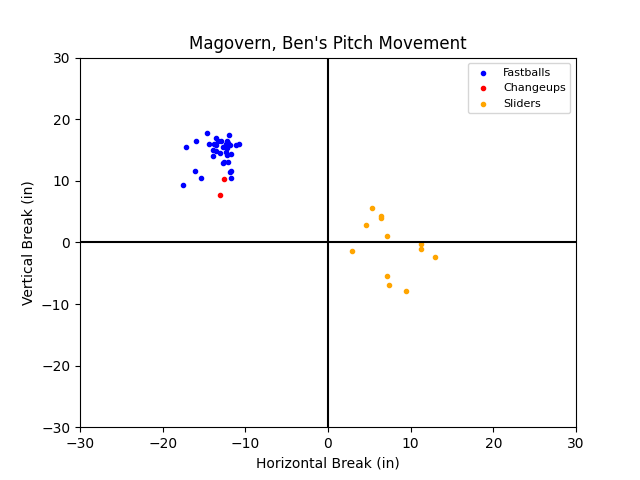 Magovern, Ben's Pitch Movement
Fastballs
Changeups
Sliders
30
20
10
0
−10
−20
−30
Vertical Break (in)
−30
−20
−10
0
10
20
30
Horizontal Break (in)